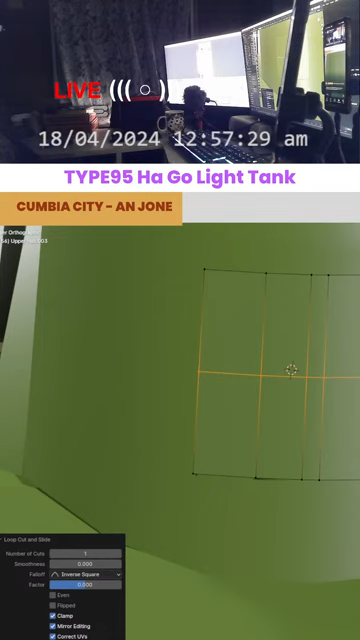 LIVE ((( ○ )
18/04/2024 12:57:29 am
TYPE95 Ha Go Light Tank
CUMBIA CITY - AN JONE
er Orthographic
Loop Cut and Slide
Number of Cuts 1
Smoothness 0.000
Falloff Inverse Square
Factor 0.000
Even
Flipped
Clamp
Mirror Editing
Correct UVs